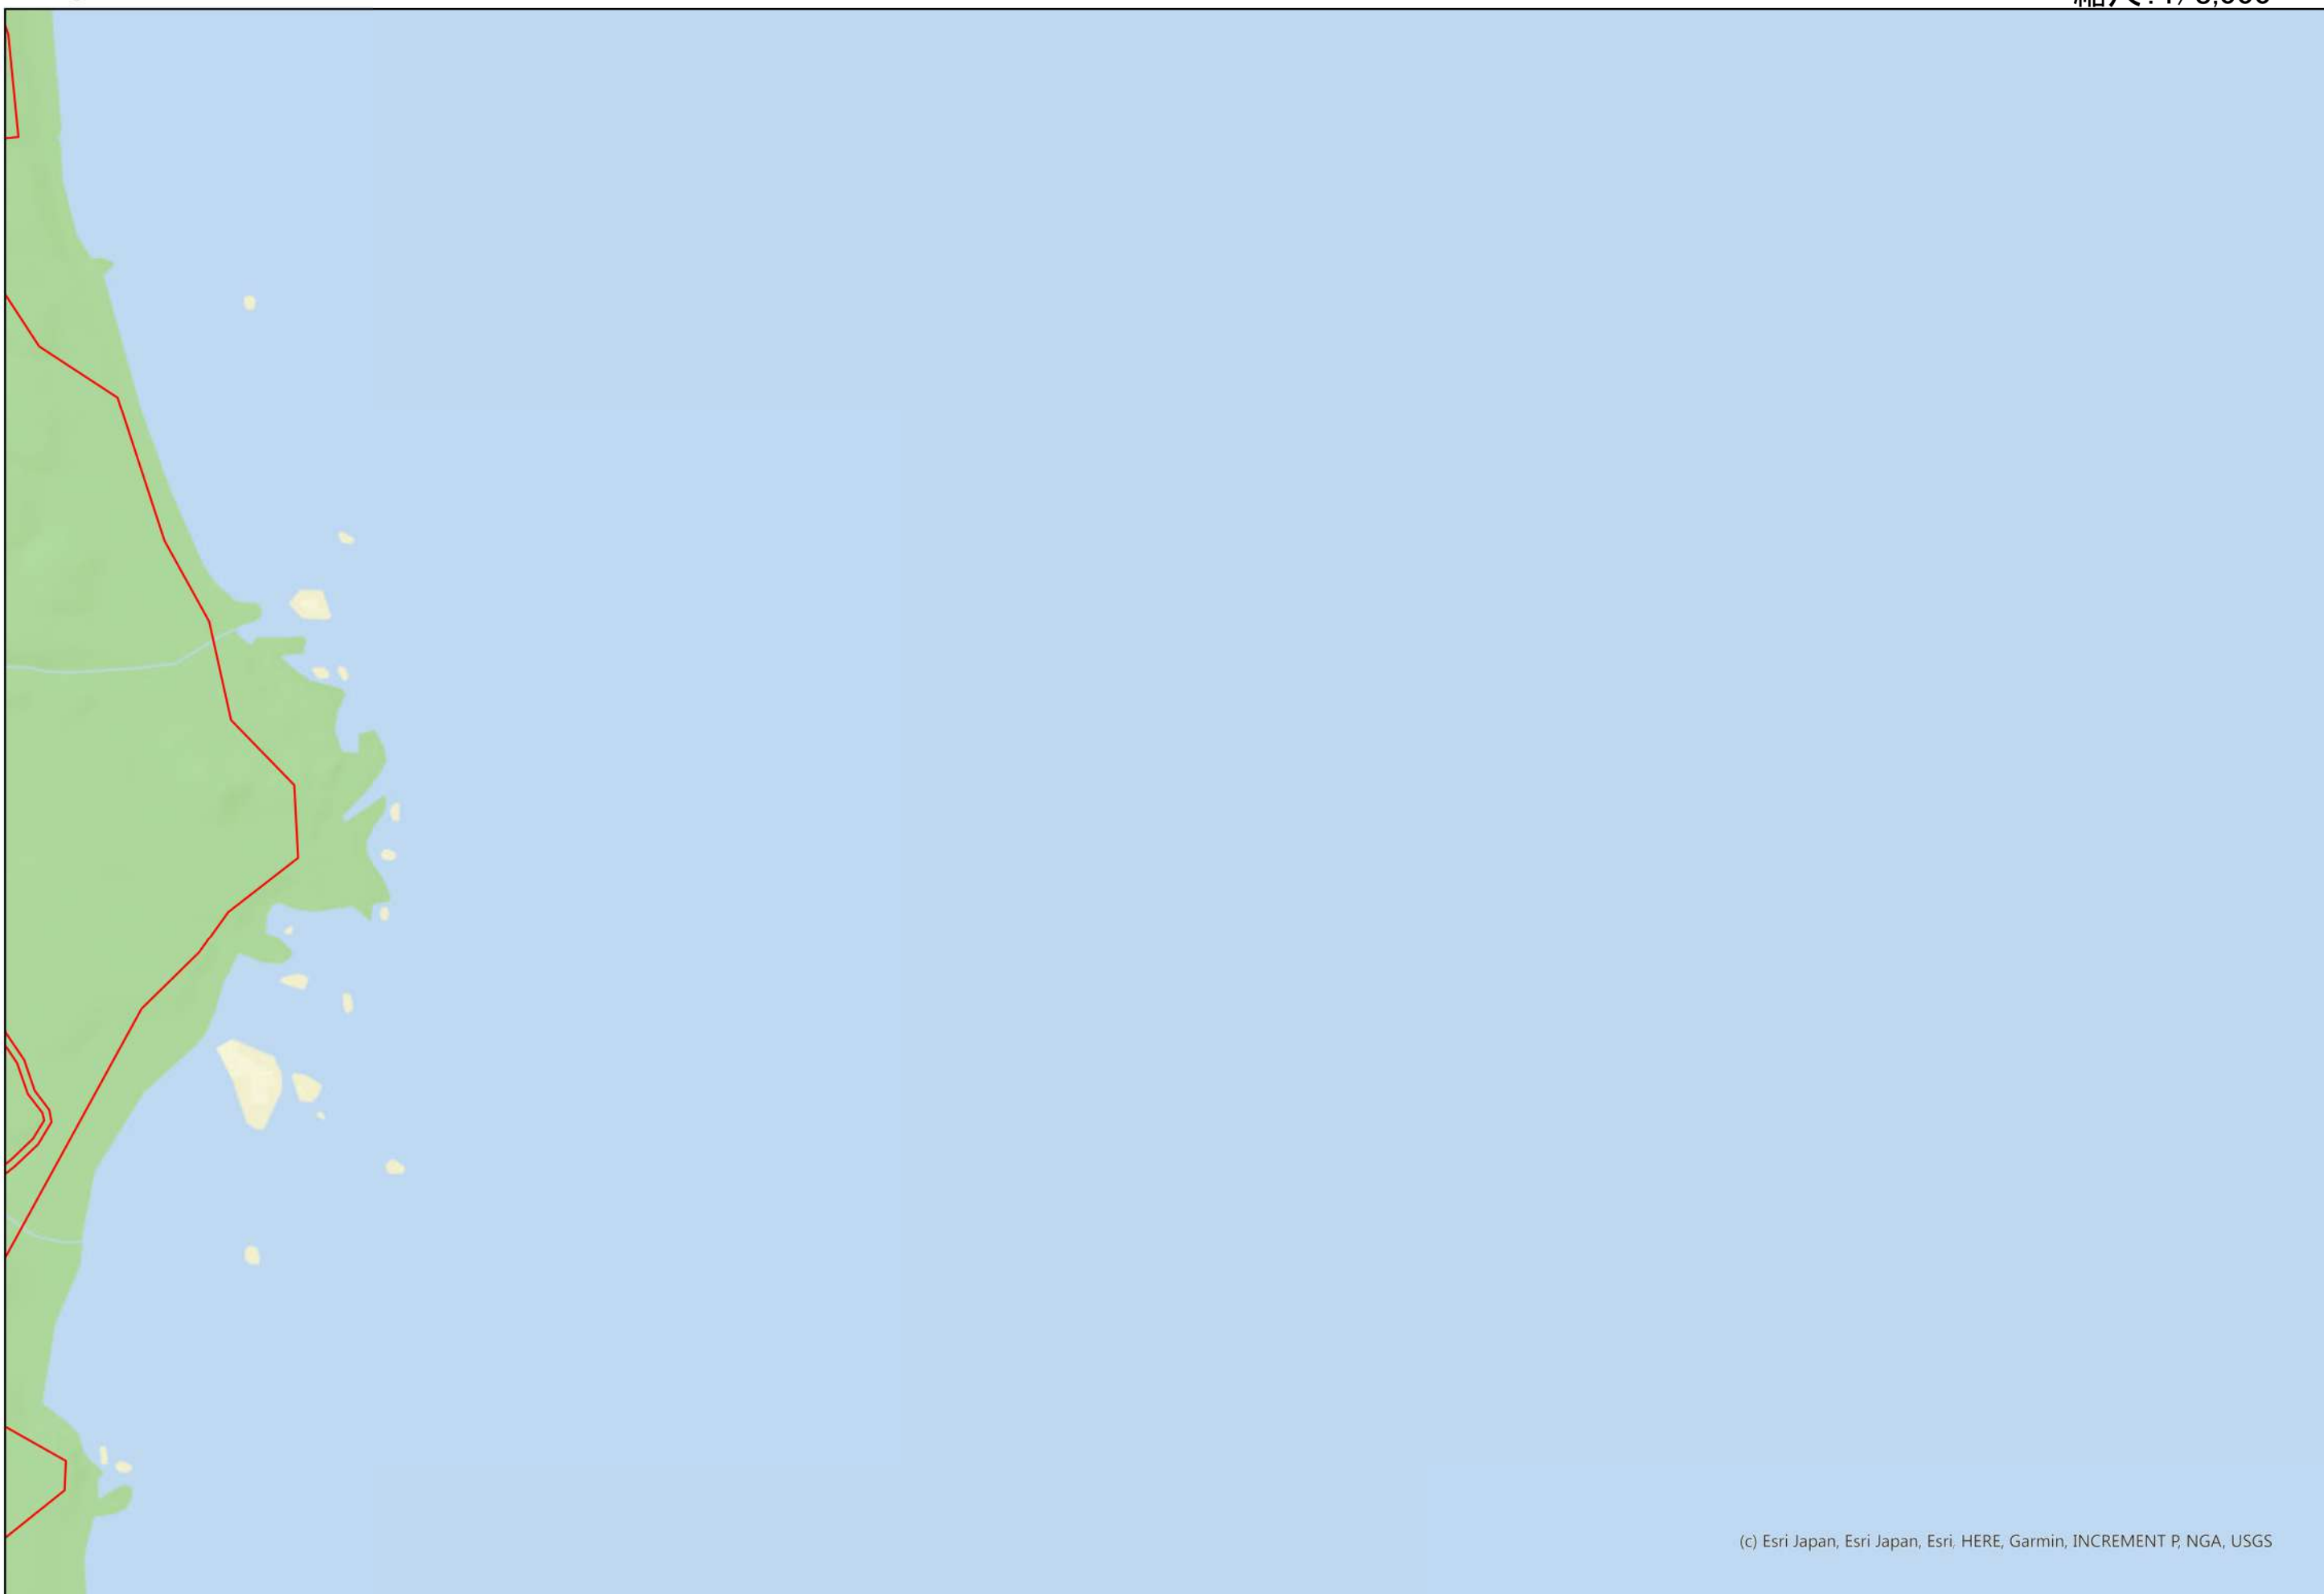 (c) Esri Japan, Esri Japan, Esri, HERE, Garmin, INCREMENT P, NGA, USGS